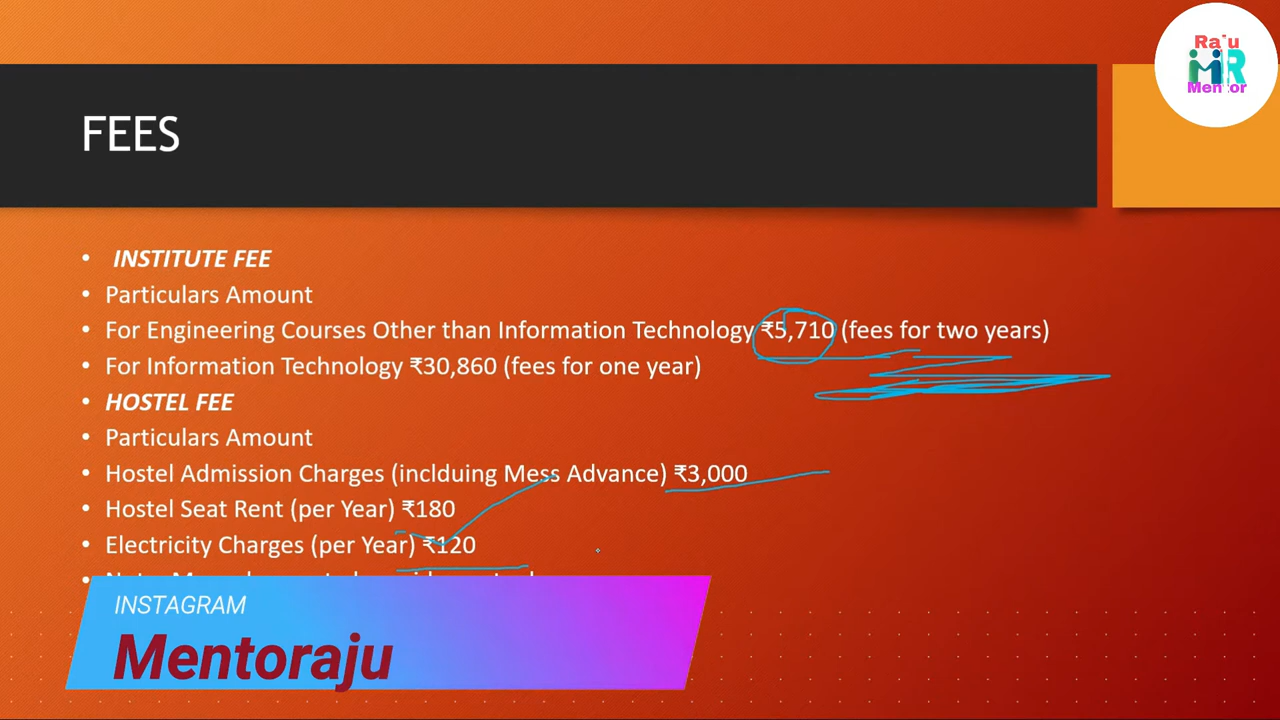 Raju
MR
Mentor
FEES
• INSTITUTE FEE
• Particulars Amount
• For Engineering Courses Other than Information Technology ₹5,710 (fees for two years)
• For Information Technology ₹30,860 (fees for one year)
• HOSTEL FEE
• Particulars Amount
• Hostel Admission Charges (inclduing Mess Advance) ₹3,000
• Hostel Seat Rent (per Year) ₹180
• Electricity Charges (per Year) ₹120
INSTAGRAM
Mentoraju